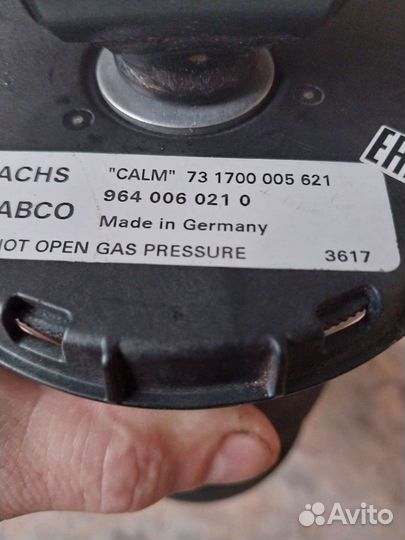 ACHS "CALM" 73 1700 005 621
964 006 021 0
ABCO Made in Germany
NOT OPEN GAS PRESSURE 3617
EAC
Avito